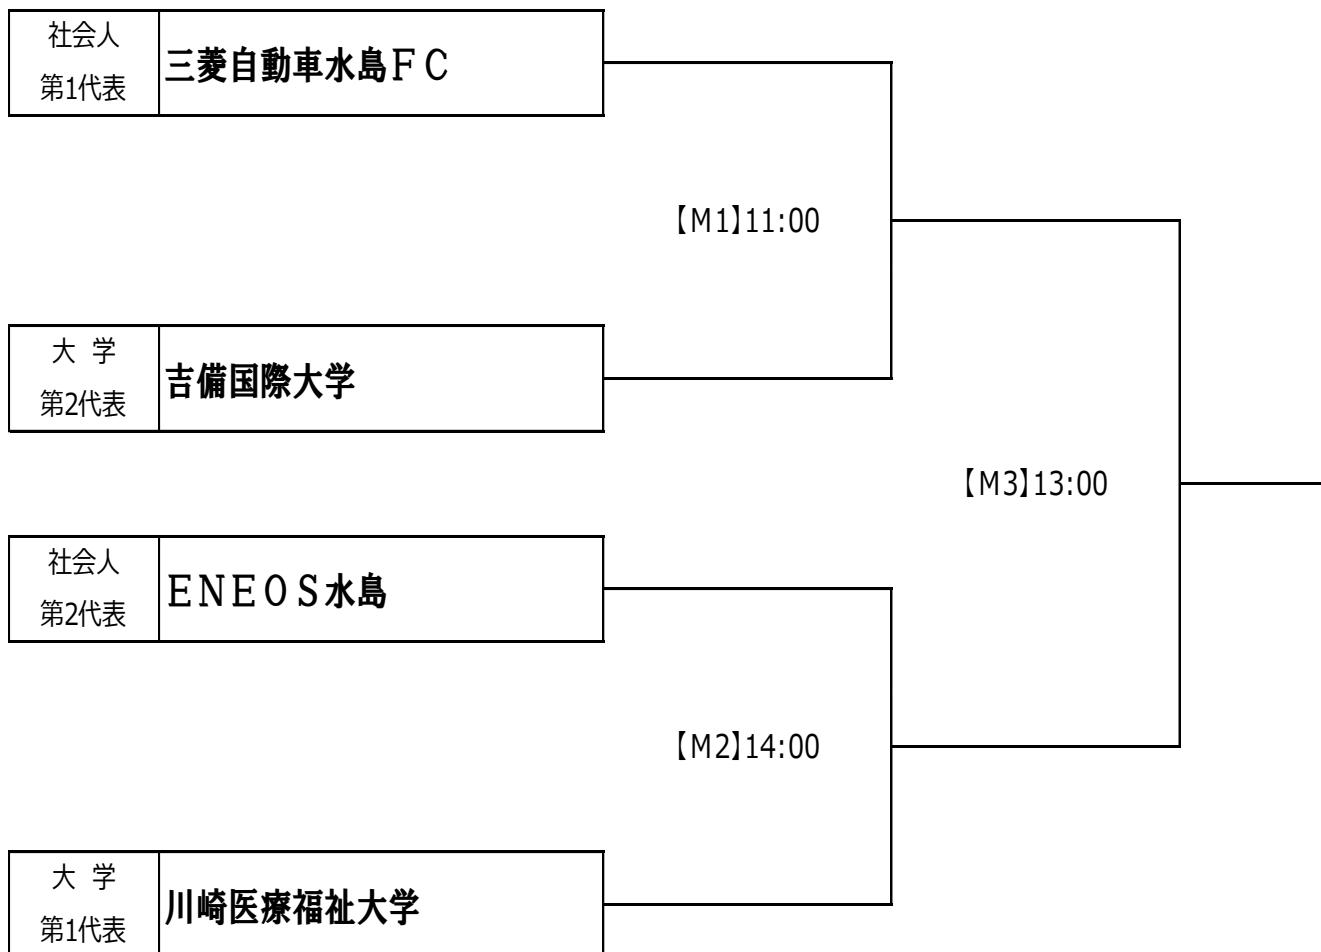 社会人
第1代表
三菱自動車水島ＦＣ
【M1】11:00
大 学
第2代表
吉備国際大学
【M3】13:00
社会人
第2代表
ＥＮＥＯＳ水島
【M2】14:00
大 学
第1代表
川崎医療福祉大学